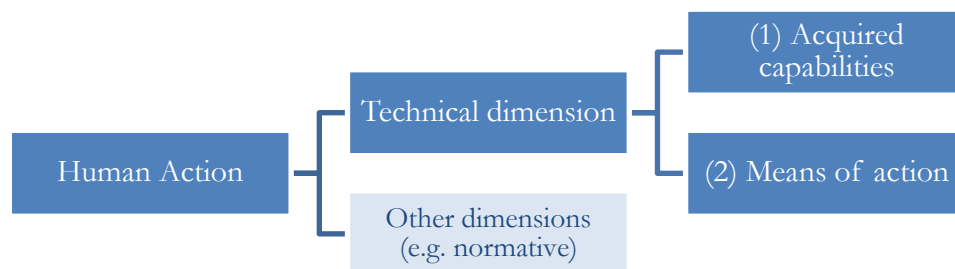 Human Action
Technical dimension
Other dimensions
(e.g. normative)
(1) Acquired
capabilities
(2) Means of action